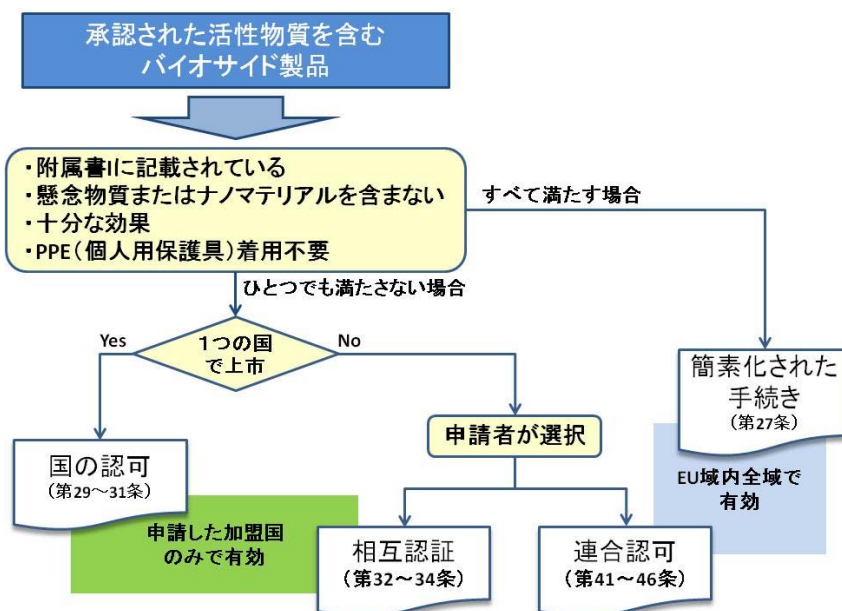 承認された活性物質を含む
バイオサイド製品
・附属書Iに記載されている
・懸念物質またはナノマテリアルを含まない
・十分な効果
・PPE(個人用保護具)着用不要
すべて満たす場合
ひとつでも満たさない場合
Yes
1つの国
で上市
No
簡素化された
手続き
(第27条)
申請者が選択
国の認可
(第29～31条)
EU域内全域で
有効
申請した加盟国
のみで有効
相互認証
(第32～34条)
連合認可
(第41～46条)